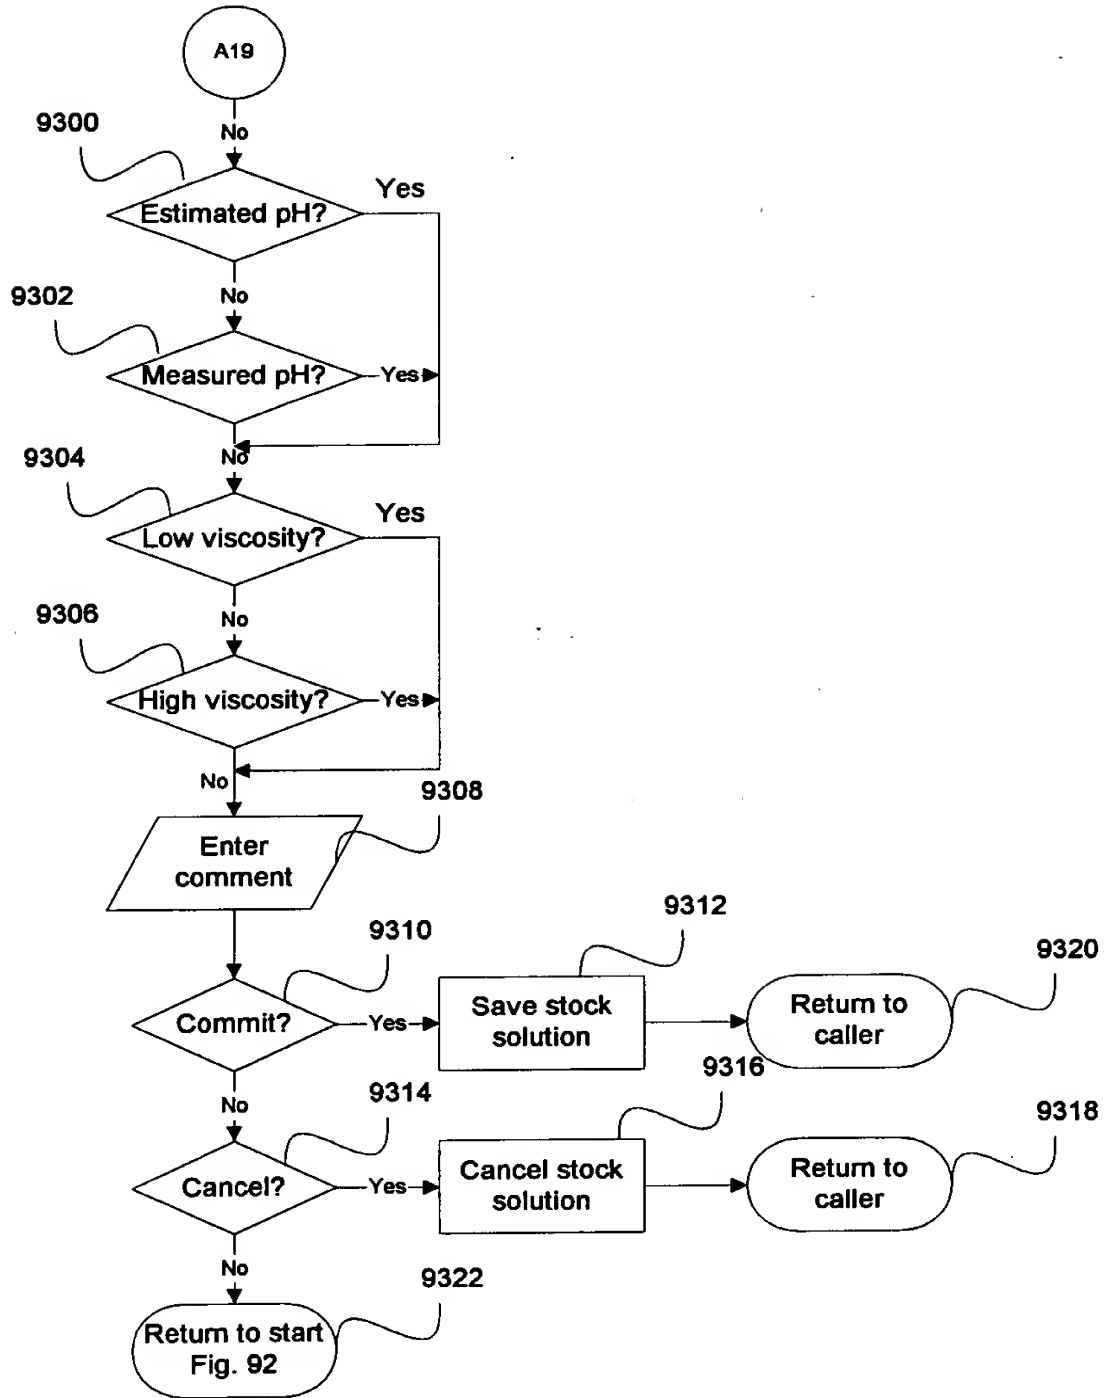 A19
No
9300
Yes
Estimated pH?
No
9302
Measured pH?
Yes
No
9304
Yes
Low viscosity?
No
9306
High viscosity?
Yes
No
9308
Enter
comment
9310
9312
9320
Commit?
Yes
Save stock
solution
Return to
caller
No
9314
9316
9318
Cancel?
Yes
Cancel stock
solution
Return to
caller
No
9322
Return to start
Fig. 92